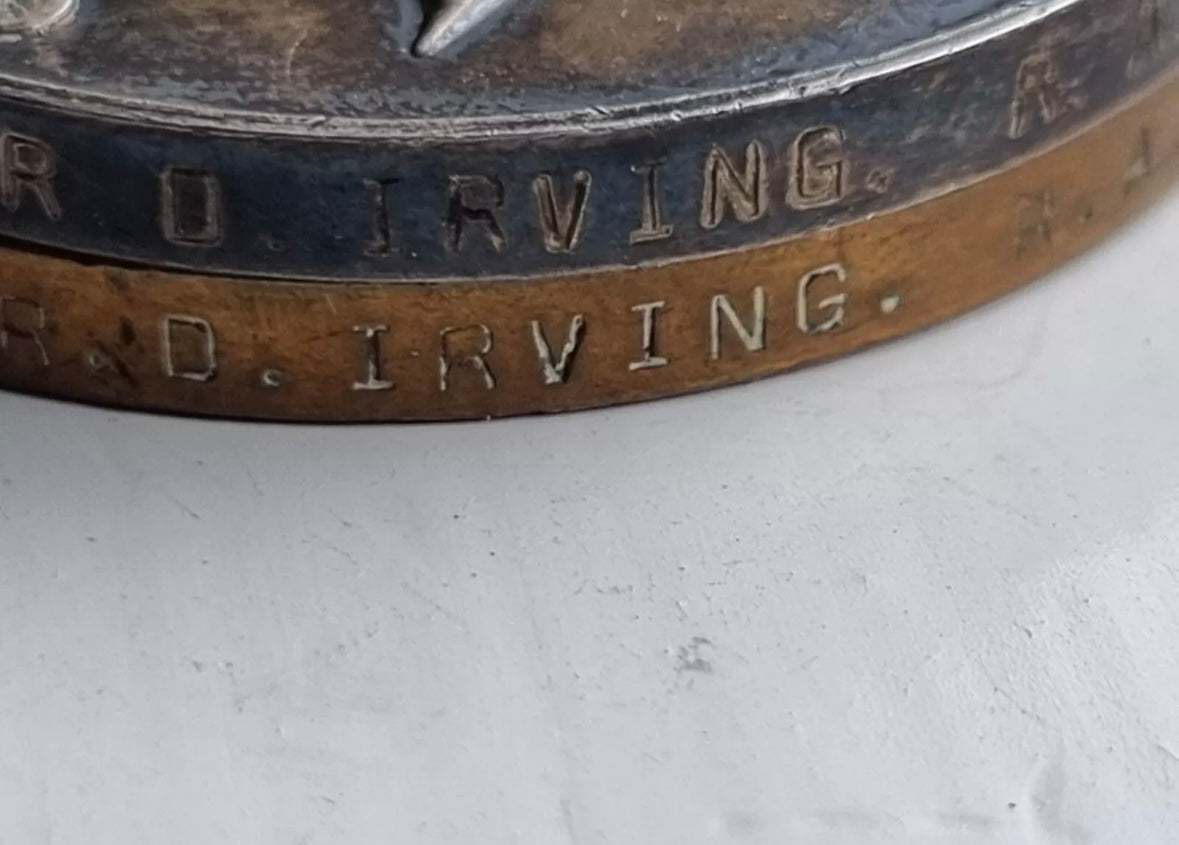 R D. IRVING. R.
R. D. IRVING. R. A